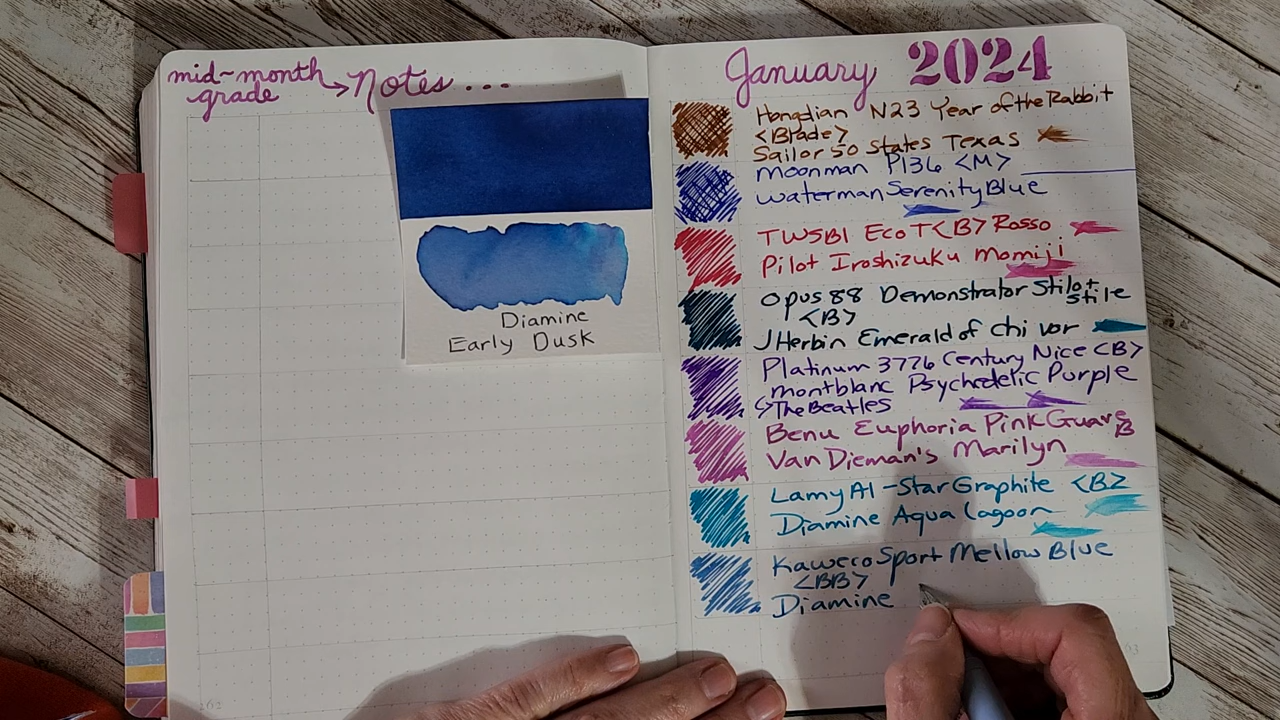 mid~month
grade
→Notes...
Diamine
Early Dusk
January 2024
Hongdian N23 Year of the Rabbit
<Blade>
Sailor 50 States Texas
Moonman P136 <M>
Waterman Serenity Blue
TWSBI Eco T<B> Rosso
Pilot Iroshizuku Momiji
Opus 88 Demonstrator Stilo+
Stile
<B>
JHerbin Emerald of Chivor
Platinum 3776 Century Nice <B>
montblanc Psychedelic Purple
↳The Beatles
Benu Euphoria Pink Guava
B
Van Dieman's Marilyn
Lamy Al-Star Graphite <B>
Diamine Aqua Lagoon
Kaweco Sport Mellow Blue
<BB>
Diamine